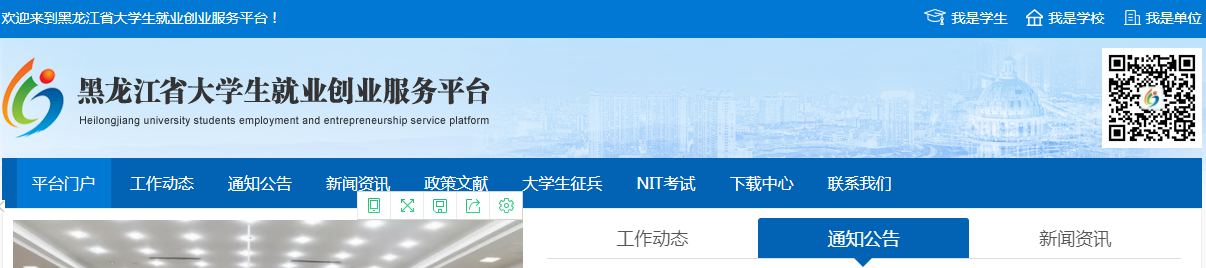 欢迎来到黑龙江省大学生就业创业服务平台！
我是学生 我是学校 我是单位
黑龙江省大学生就业创业服务平台
Heilongjiang university students employment and entrepreneurship service platform
平台门户 工作动态 通知公告 新闻资讯 政策文献 大学生征兵 NIT考试 下载中心 联系我们
工作动态 通知公告 新闻资讯